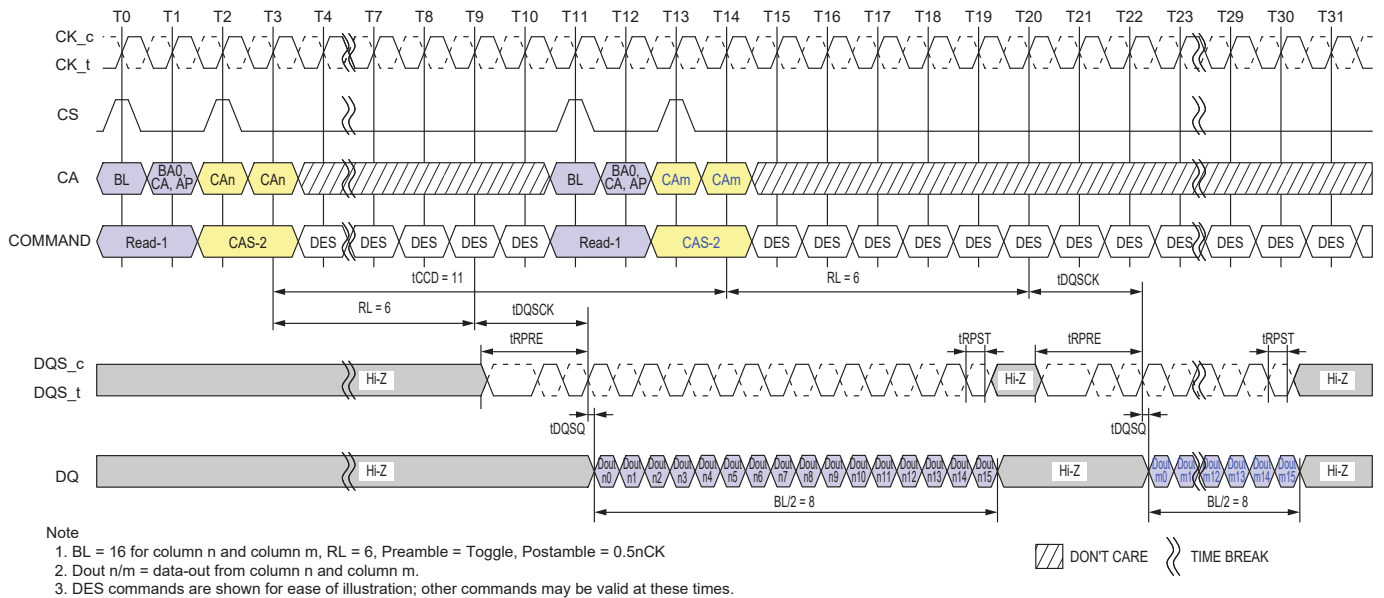 T0 T1 T2 T3 T4 T7 T8 T9 T10 T11 T12 T13 T14 T15 T16 T17 T18 T19 T20 T21 T22 T23 T29 T30 T31
CK_c
CK_t
CS
CA BL BA0, CA, AP CAn CAn BL BA0, CA, AP CAm CAm
COMMAND Read-1 CAS-2 DES DES DES DES DES Read-1 CAS-2 DES DES DES DES DES DES DES DES DES DES DES DES
tCCD = 11 RL = 6 tDQSCK
RL = 6 tDQSCK
tRPRE tRPST tRPRE tRPST
DQS_c
DQS_t
Hi-Z Hi-Z Hi-Z
tDQSQ tDQSQ
DQ Hi-Z Dout n0 Dout n1 Dout n2 Dout n3 Dout n4 Dout n5 Dout n6 Dout n7 Dout n8 Dout n9 Dout n10 Dout n11 Dout n12 Dout n13 Dout n14 Dout n15 Hi-Z Dout m0 Dout m1 Dout m12 Dout m13 Dout m14 Dout m15 Hi-Z
BL/2 = 8 BL/2 = 8
Note
1. BL = 16 for column n and column m, RL = 6, Preamble = Toggle, Postamble = 0.5nCK
2. Dout n/m = data-out from column n and column m.
3. DES commands are shown for ease of illustration; other commands may be valid at these times.
DON'T CARE TIME BREAK